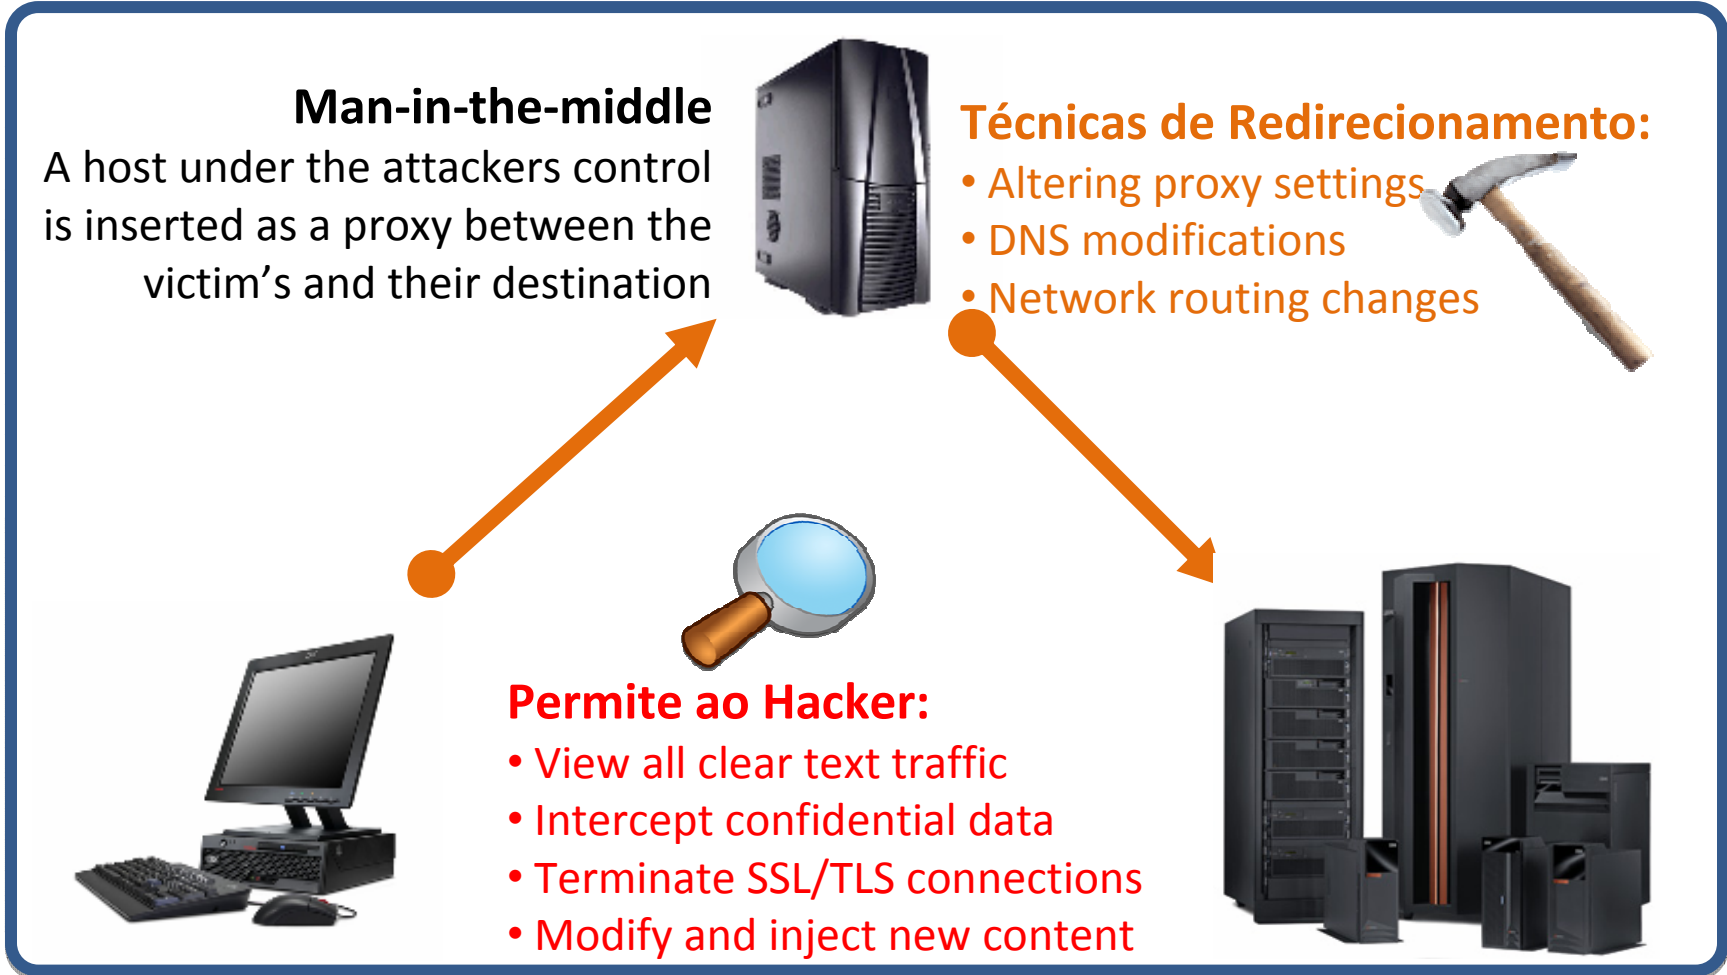 Man-in-the-middle
A host under the attackers control
is inserted as a proxy between the
victim’s and their destination
Técnicas de Redirecionamento:
• Altering proxy settings
• DNS modifications
• Network routing changes
Permite ao Hacker:
• View all clear text traffic
• Intercept confidential data
• Terminate SSL/TLS connections
• Modify and inject new content